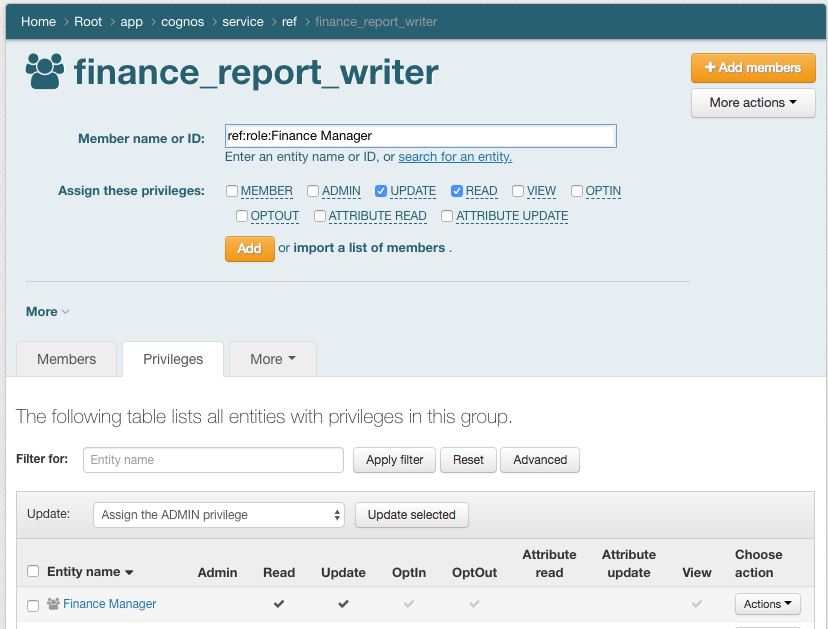 Home > Root > app > cognos > service > ref > finance_report_writer
finance_report_writer
+ Add members
More actions
Member name or ID: ref:role:Finance Manager
Enter an entity name or ID, or search for an entity.
Assign these privileges: MEMBER ADMIN UPDATE READ VIEW OPTIN
OPTOUT ATTRIBUTE READ ATTRIBUTE UPDATE
Add or import a list of members .
More
Members Privileges More
The following table lists all entities with privileges in this group.
Filter for: Entity name Apply filter Reset Advanced
Update: Assign the ADMIN privilege Update selected
Entity name Admin Read Update OptIn OptOut Attribute read Attribute update View Choose action
Finance Manager Actions